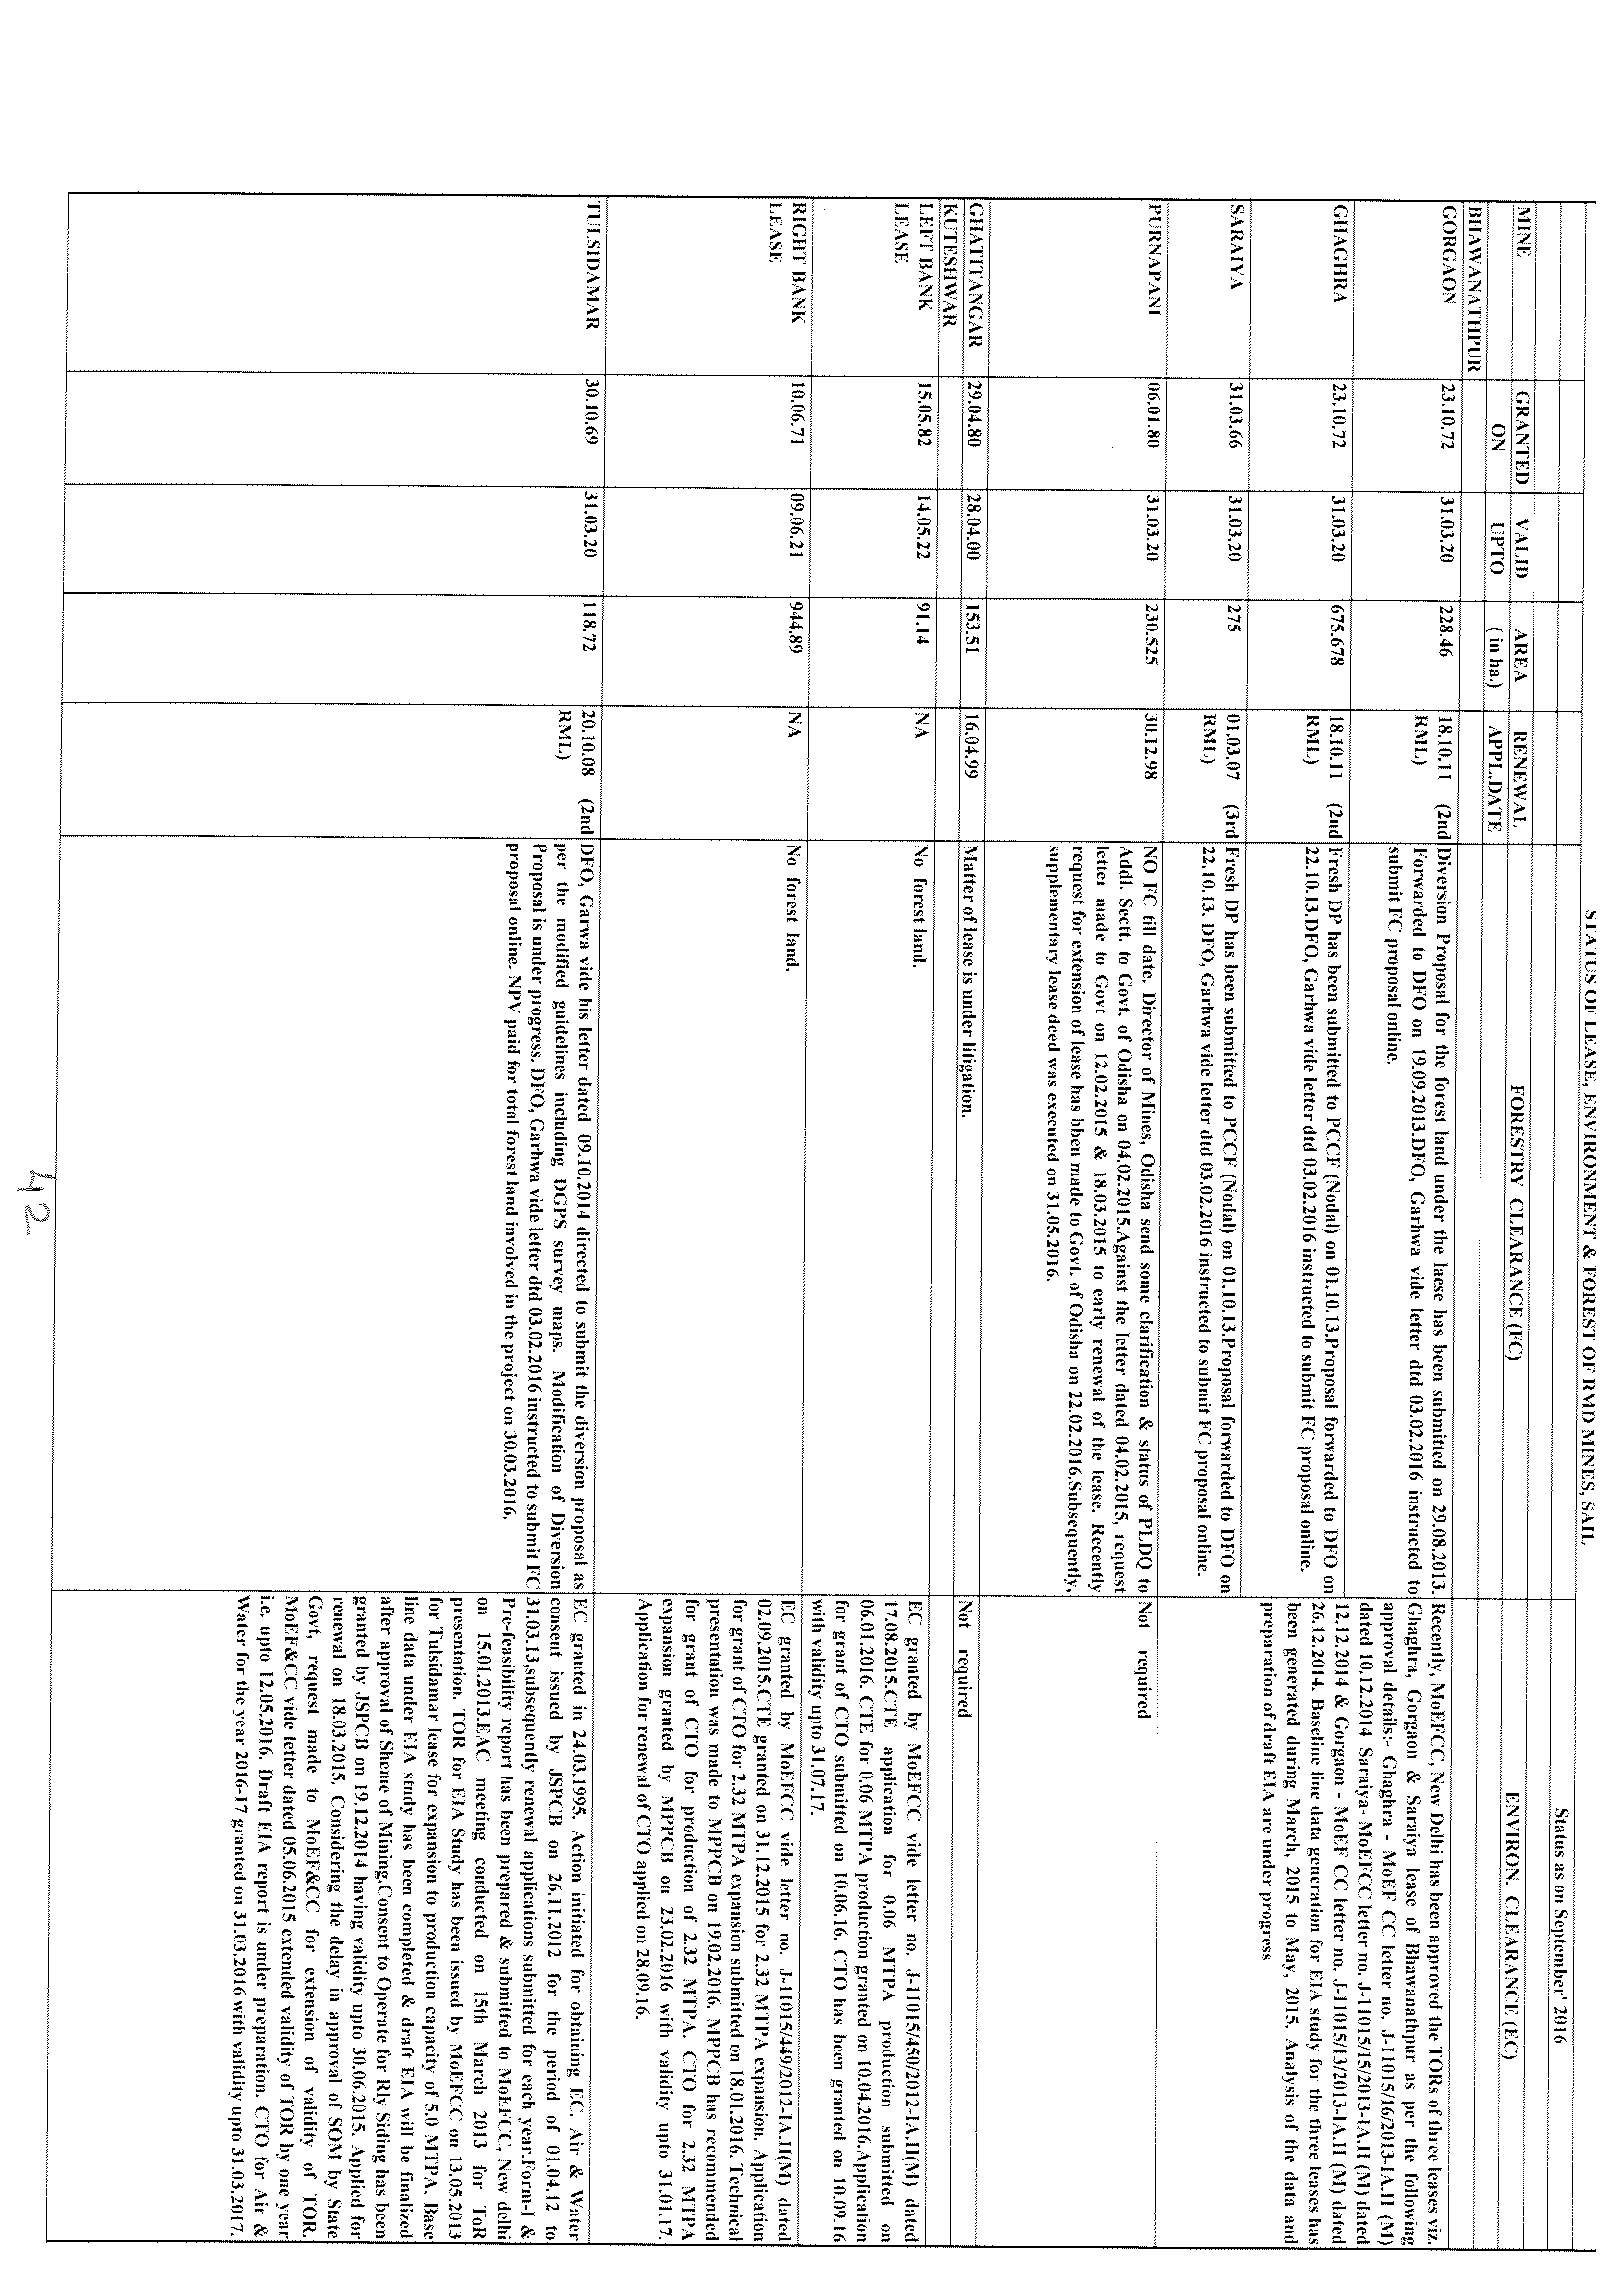 STATUS OF LEASE, ENVIRONMENT & FOREST OF RMD MINES, SAIL
Status as on September' 2016
MINE GRANTED ON VALID UPTO AREA ( in ha.) RENEWAL APPL.DATE FORESTRY CLEARANCE (FC) ENVIRON. CLEARANCE (EC)
BHAWANATHPUR
GORGAON 23.10.72 31.03.20 228.46 18.10.11 (2nd RML)
Diversion Proposal for the forest land under the laese has been submitted on 29.08.2013.
Forwarded to DFO on 19.09.2013.DFO, Garhwa vide letter dtd 03.02.2016 instructed to
submit FC proposal online.
Recently, MoEFCC, New Delhi has been approved the TORs of three leases viz.
Ghaghra, Gorgaon & Saraiya lease of Bhawanathpur as per the following
approval details:- Ghaghra - MoEF CC letter no. J-11015/16/2013-IA.II (M)
dated 10.12.2014 Saraiya- MoEFCC letter no. J-11015/15/2013-IA.II (M) dated
12.12.2014 & Gorgaon - MoEF CC letter no. J-11015/13/2013-IA.II (M) dated
26.12.2014. Baseline line data generation for EIA study for the three leases has
been generated during March, 2015 to May, 2015. Analysis of the data and
preparation of draft EIA are under progress
GHAGHRA 23.10.72 31.03.20 675.678 18.10.11 (2nd RML)
Fresh DP has been submitted to PCCF (Nodal) on 01.10.13.Proposal forwarded to DFO on
22.10.13.DFO, Garhwa vide letter dtd 03.02.2016 instructed to submit FC proposal online.
SARAIYA 31.03.66 31.03.20 275 01.03.07 (3rd RML)
Fresh DP has been submitted to PCCF (Nodal) on 01.10.13.Proposal forwarded to DFO on
22.10.13. DFO, Garhwa vide letter dtd 03.02.2016 instructed to submit FC proposal online.
PURNAPANI 06.01.80 31.03.20 230.525 30.12.98
NO FC till date, Director of Mines, Odisha send some clarification & status of PLDQ to
Addl. Sectt. to Govt. of Odisha on 04.02.2015.Against the letter dated 04.02.2015, request
letter made to Govt on 12.02.2015 & 18.03.2015 to early renewal of the lease. Recently
request for extension of lease has bben made to Govt. of Odisha on 22.02.2016.Subsequently,
supplementary lease deed was executed on 31.05.2016.
Not required
GHATITANGAR 29.04.80 28.04.00 153.51 16.04.99 Matter of lease is under litigation. Not required
KUTESHWAR
LEFT BANK LEASE 15.05.82 14.05.22 91.14 NA No forest land.
EC granted by MoEFCC vide letter no. J-11015/450/2012-IA.II(M) dated
17.08.2015.CTE application for 0.06 MTPA production submitted on
06.01.2016. CTE for 0.06 MTPA production granted on 10.04.2016.Application
for grant of CTO submitted on 10.06.16. CTO has been granted on 10.09.16
with validity upto 31.07.17.
RIGHT BANK LEASE 10.06.71 09.06.21 944.89 NA No forest land.
EC granted by MoEFCC vide letter no. J-11015/449/2012-IA.II(M) dated
02.09.2015.CTE granted on 31.12.2015 for 2.32 MTPA expansion. Application
for grant of CTO for 2.32 MTPA expansion submitted on 18.01.2016. Technical
presentation was made to MPPCB on 19.02.2016. MPPCB has recommended
for grant of CTO for production of 2.32 MTPA. CTO for 2.32 MTPA
expansion granted by MPPCB on 23.02.2016 with validity upto 31.01.17.
Application for renewal of CTO applied on 28.09.16.
TULSIDAMAR 30.10.69 31.03.20 118.72 20.10.08 (2nd RML)
DFO, Garwa vide his letter dated 09.10.2014 directed to submit the diversion proposal as
per the modified guidelines including DGPS survey maps. Modification of Diversion
Proposal is under progress. DFO, Garhwa vide letter dtd 03.02.2016 instructed to submit FC
proposal online. NPV paid for total forest land involved in the project on 30.03.2016.
EC granted in 24.03.1995. Action initiated for obtaining EC. Air & Water
consent issued by JSPCB on 26.11.2012 for the period of 01.04.12 to
31.03.13,subsequently renewal applications submitted for each year.Form-I &
Pre-feasibility report has been prepared & submitted to MoEFCC, New delhi
on 15.01.2013.EAC meeting conducted on 15th March 2013 for ToR
presentation. TOR for EIA Study has been issued by MoEFCC on 13.05.2013
for Tulsidamar lease for expansion to production capacity of 5.0 MTPA. Base
line data under EIA study has been completed & draft EIA will be finalized
after approval of Sheme of Mining.Consent to Operate for Rly Siding has been
granted by JSPCB on 19.12.2014 having validity upto 30.06.2015. Applied for
renewal on 18.03.2015. Considering the delay in approval of SOM by State
Govt, request made to MoEF&CC for extension of validity of TOR.
MoEF&CC vide letter dated 05.06.2015 extended validity of TOR by one year
i.e. upto 12.05.2016. Draft EIA report is under preparation. CTO for Air &
Water for the year 2016-17 granted on 31.03.2016 with validity upto 31.03.2017.
42